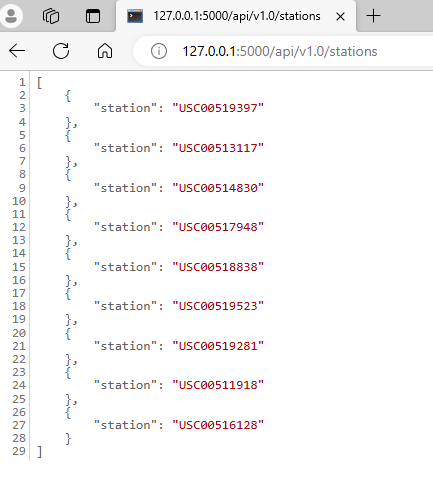 127.0.0.1:5000/api/v1.0/stations
127.0.0.1:5000/api/v1.0/stations
1 [
2 {
3 "station": "USC00519397"
4 },
5 {
6 "station": "USC00513117"
7 },
8 {
9 "station": "USC00514830"
10 },
11 {
12 "station": "USC00517948"
13 },
14 {
15 "station": "USC00518838"
16 },
17 {
18 "station": "USC00519523"
19 },
20 {
21 "station": "USC00519281"
22 },
23 {
24 "station": "USC00511918"
25 },
26 {
27 "station": "USC00516128"
28 }
29 ]